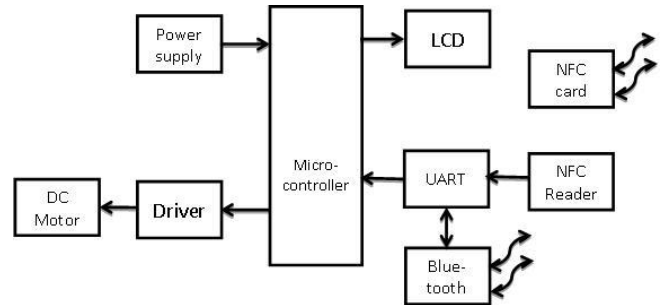 Power
supply
LCD
NFC
card
Micro-
controller
UART
NFC
Reader
DC
Motor
Driver
Blue-
tooth